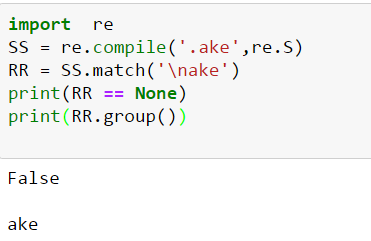 import  re
SS = re.compile('.ake',re.S)
RR = SS.match('\nake')
print(RR == None)
print(RR.group())
False
ake